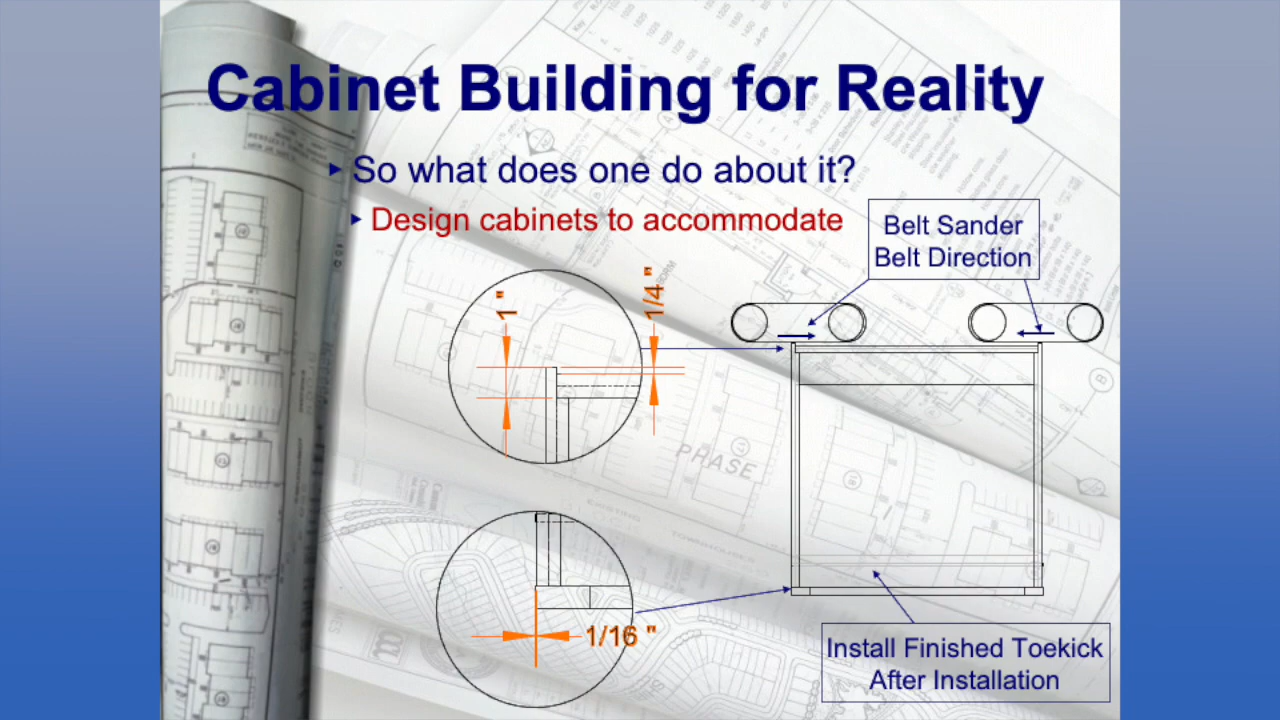 Cabinet Building for Reality
So what does one do about it?
Design cabinets to accommodate
Belt Sander
Belt Direction
1"
1/4"
PHASE
1/16 "
Install Finished Toekick
After Installation